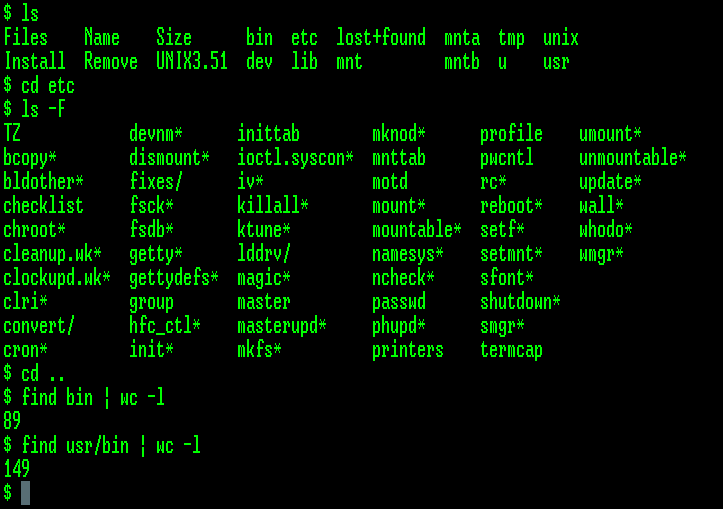 $ ls
Files    Name    Size      bin  etc  lost+found  mnta  tmp  unix
Install  Remove  UNIX3.51  dev  lib  mnt         mntb  u    usr
$ cd etc
$ ls -F
TZ            devnm*      inittab        mknod*      profile    umount*
bcopy*        dismount*   ioctl.syscon*  mnttab      pwcntl     unmountable*
bldother*     fixes/      iv*            motd        rc*        update*
checklist     fsck*       killall*       mount*      reboot*    wall*
chroot*       fsdb*       ktune*         mountable*  setf*      whodo*
cleanup.wk*   getty*      lddrv/         namesys*    setmnt*    wmgr*
clockupd.wk*  gettydefs*  magic*         ncheck*     sfont*
clri*         group       master         passwd      shutdown*
convert/      hfc_ctl*    masterupd*     phupd*      smgr*
cron*         init*       mkfs*          printers    termcap
$ cd ..
$ find bin | wc -l
89
$ find usr/bin | wc -l
149
$